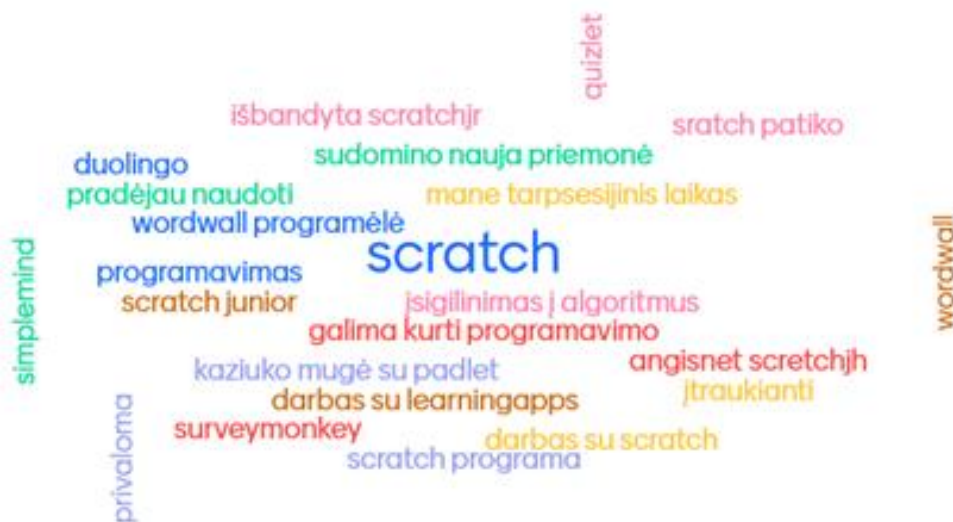 quizlet
išbandyta scratchjr
sratch patiko
sudomino nauja priemonė
duolingo
pradėjau naudoti
mane tarpsesijinis laikas
wordwall programėlė
scratch
wordwall
simplemind
programavimas
scratch junior
įsigilinimas į algoritmus
galima kurti programavimo
angisnet scretchjh
kaziuko mugė su padlet
įtraukianti
darbas su learningapps
privaloma
surveymonkey
darbas su scratch
scratch programa